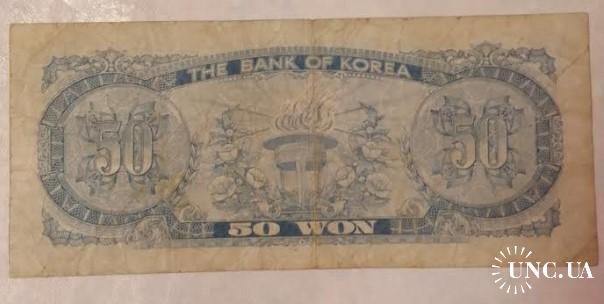 THE BANK OF KOREA
50
50
50 WON
UNC.UA